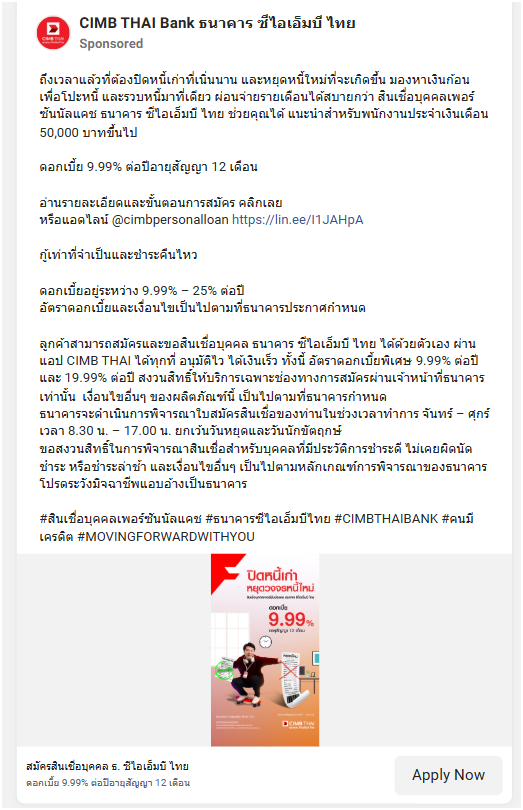 CIMB THAI Bank ธนาคาร ซีไอเอ็มบี ไทย
Sponsored
ถึงเวลาแล้วที่ต้องปิดหนี้เก่าที่เนิ่นนาน และหยุดหนี้ใหม่ที่จะเกิดขึ้น มองหาเงินก้อน
เพื่อโปะหนี้ และรวบหนี้มาที่เดียว ผ่อนจ่ายรายเดือนได้สบายกว่า สินเชื่อบุคคลเพอร์
ซันนัลแคช ธนาคาร ซีไอเอ็มบี ไทย ช่วยคุณได้ แนะนำสำหรับพนักงานประจำเงินเดือน
50,000 บาทขึ้นไป
ดอกเบี้ย 9.99% ต่อปีอายุสัญญา 12 เดือน
อ่านรายละเอียดและขั้นตอนการสมัคร คลิกเลย
หรือแอดไลน์ @cimbpersonalloan https://lin.ee/I1JAHpA
กู้เท่าที่จำเป็นและชำระคืนไหว
ดอกเบี้ยอยู่ระหว่าง 9.99% – 25% ต่อปี
อัตราดอกเบี้ยและเงื่อนไขเป็นไปตามที่ธนาคารประกาศกำหนด
ลูกค้าสามารถสมัครและขอสินเชื่อบุคคล ธนาคาร ซีไอเอ็มบี ไทย ได้ด้วยตัวเอง ผ่าน
แอป CIMB THAI ได้ทุกที่ อนุมัติไว ได้เงินเร็ว ทั้งนี้ อัตราดอกเบี้ยพิเศษ 9.99% ต่อปี
และ 19.99% ต่อปี สงวนสิทธิ์ให้บริการเฉพาะช่องทางการสมัครผ่านเจ้าหน้าที่ธนาคาร
เท่านั้น เงื่อนไขอื่นๆ ของผลิตภัณฑ์นี้ เป็นไปตามที่ธนาคารกำหนด
ธนาคารจะดำเนินการพิจารณาใบสมัครสินเชื่อของท่านในช่วงเวลาทำการ จันทร์ – ศุกร์
เวลา 8.30 น. – 17.00 น. ยกเว้นวันหยุดและวันนักขัตฤกษ์
ขอสงวนสิทธิ์ในการพิจารณาสินเชื่อสำหรับบุคคลที่มีประวัติการชำระดี ไม่เคยผิดนัด
ชำระ หรือชำระล่าช้า และเงื่อนไขอื่นๆ เป็นไปตามหลักเกณฑ์การพิจารณาของธนาคาร
โปรดระวังมิจฉาชีพแอบอ้างเป็นธนาคาร
#สินเชื่อบุคคลเพอร์ซันนัลแคช #ธนาคารซีไอเอ็มบีไทย #CIMBTHAIBANK #คนมี
เครดิต #MOVINGFORWARDWITHYOU
ปิดหนี้เก่า
หยุดวงจรหนี้ใหม่
ดอกเบี้ย
9.99%
อายุสัญญา 12 เดือน
CIMB THAI
สมัครสินเชื่อบุคคล ธ. ซีไอเอ็มบี ไทย
ดอกเบี้ย 9.99% ต่อปีอายุสัญญา 12 เดือน
Apply Now